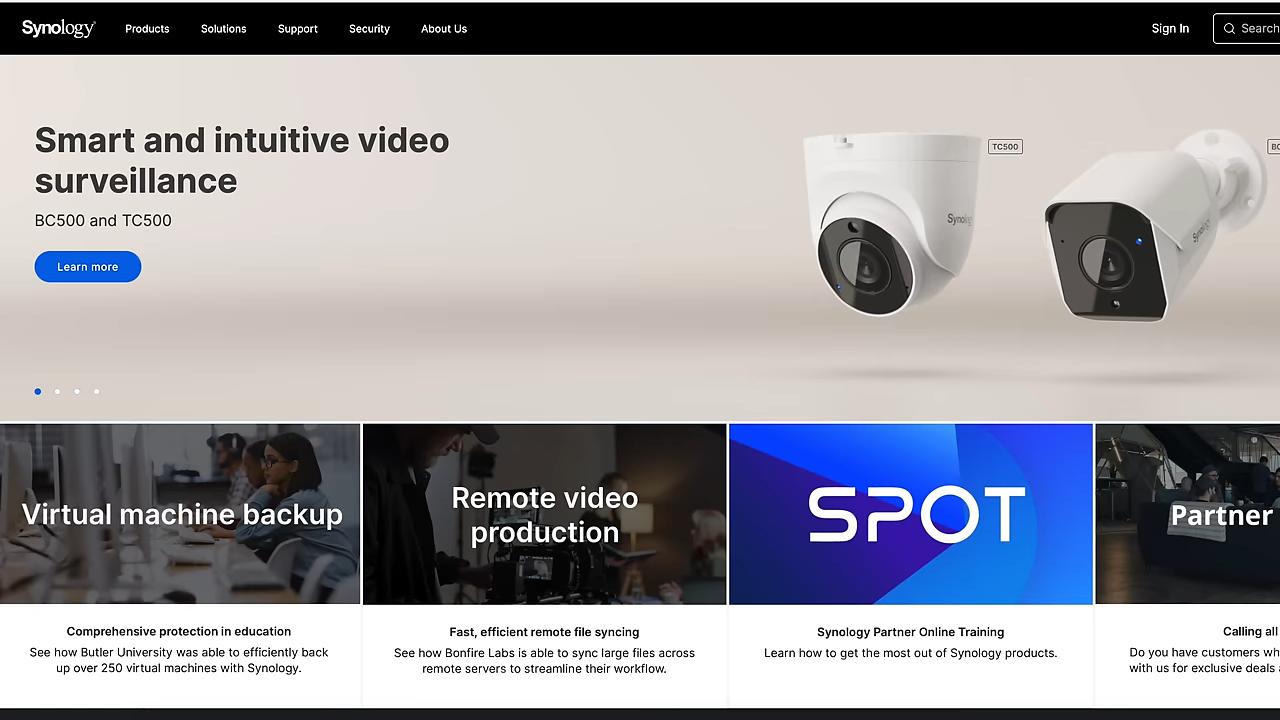 Synology
Products
Solutions
Support
Security
About Us
Sign In
Search
Smart and intuitive video
surveillance
BC500 and TC500
Learn more
TC500
BC
Synology
Synology
Virtual machine backup
Remote video
production
SPOT
Partner
Comprehensive protection in education
See how Butler University was able to efficiently back
up over 250 virtual machines with Synology.
Fast, efficient remote file syncing
See how Bonfire Labs is able to sync large files across
remote servers to streamline their workflow.
Synology Partner Online Training
Learn how to get the most out of Synology products.
Calling all
Do you have customers wh
with us for exclusive deals